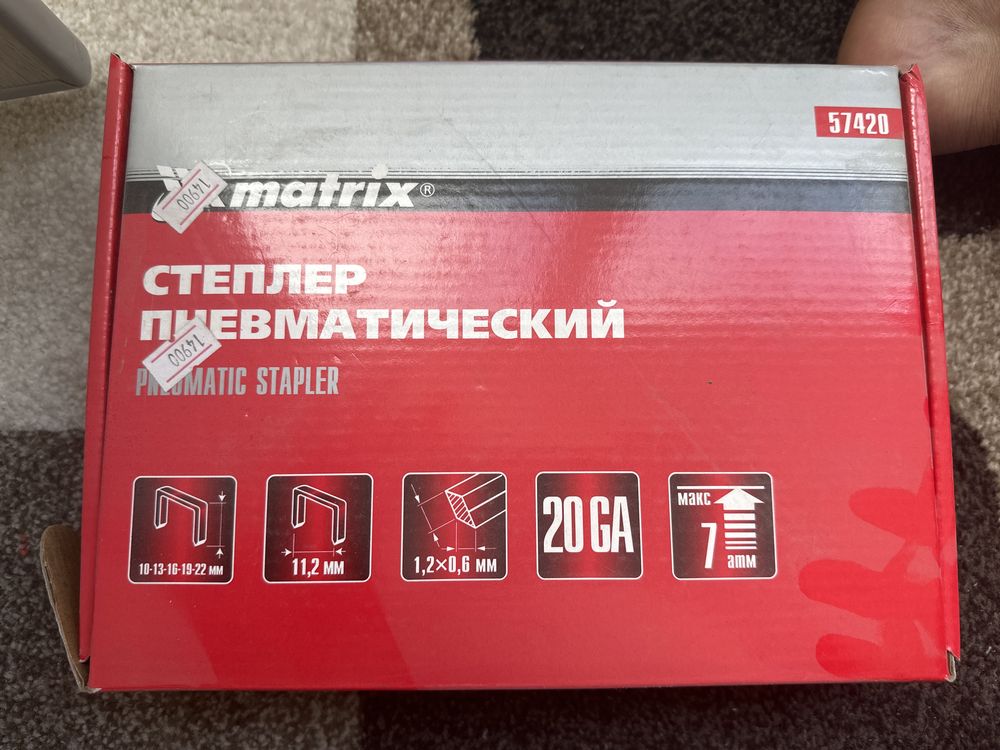 57420
matrix®
14900
СТЕПЛЕР
ПНЕВМАТИЧЕСКИЙ
14900
PNEUMATIC STAPLER
10-13-16-19-22 мм
11,2 мм
1,2×0,6 мм
20 GA
макс
7 атм